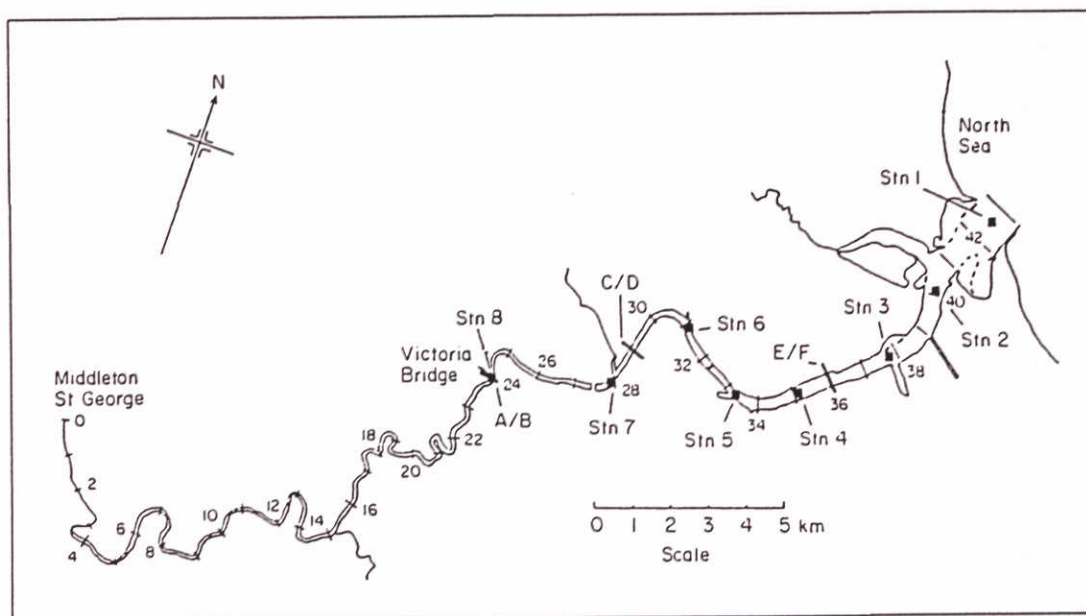 N
North
Sea
Stn 1
42
Stn 3
40
Stn 2
C/D
30
Stn 6
Stn 8
Victoria
Bridge
26
32
E/F
38
Middleton
St George
0
24
28
36
A/B
Stn 7
Stn 5
34
Stn 4
18
22
20
2
16
12
10
6
14
4
8
0 1 2 3 4 5 km
Scale